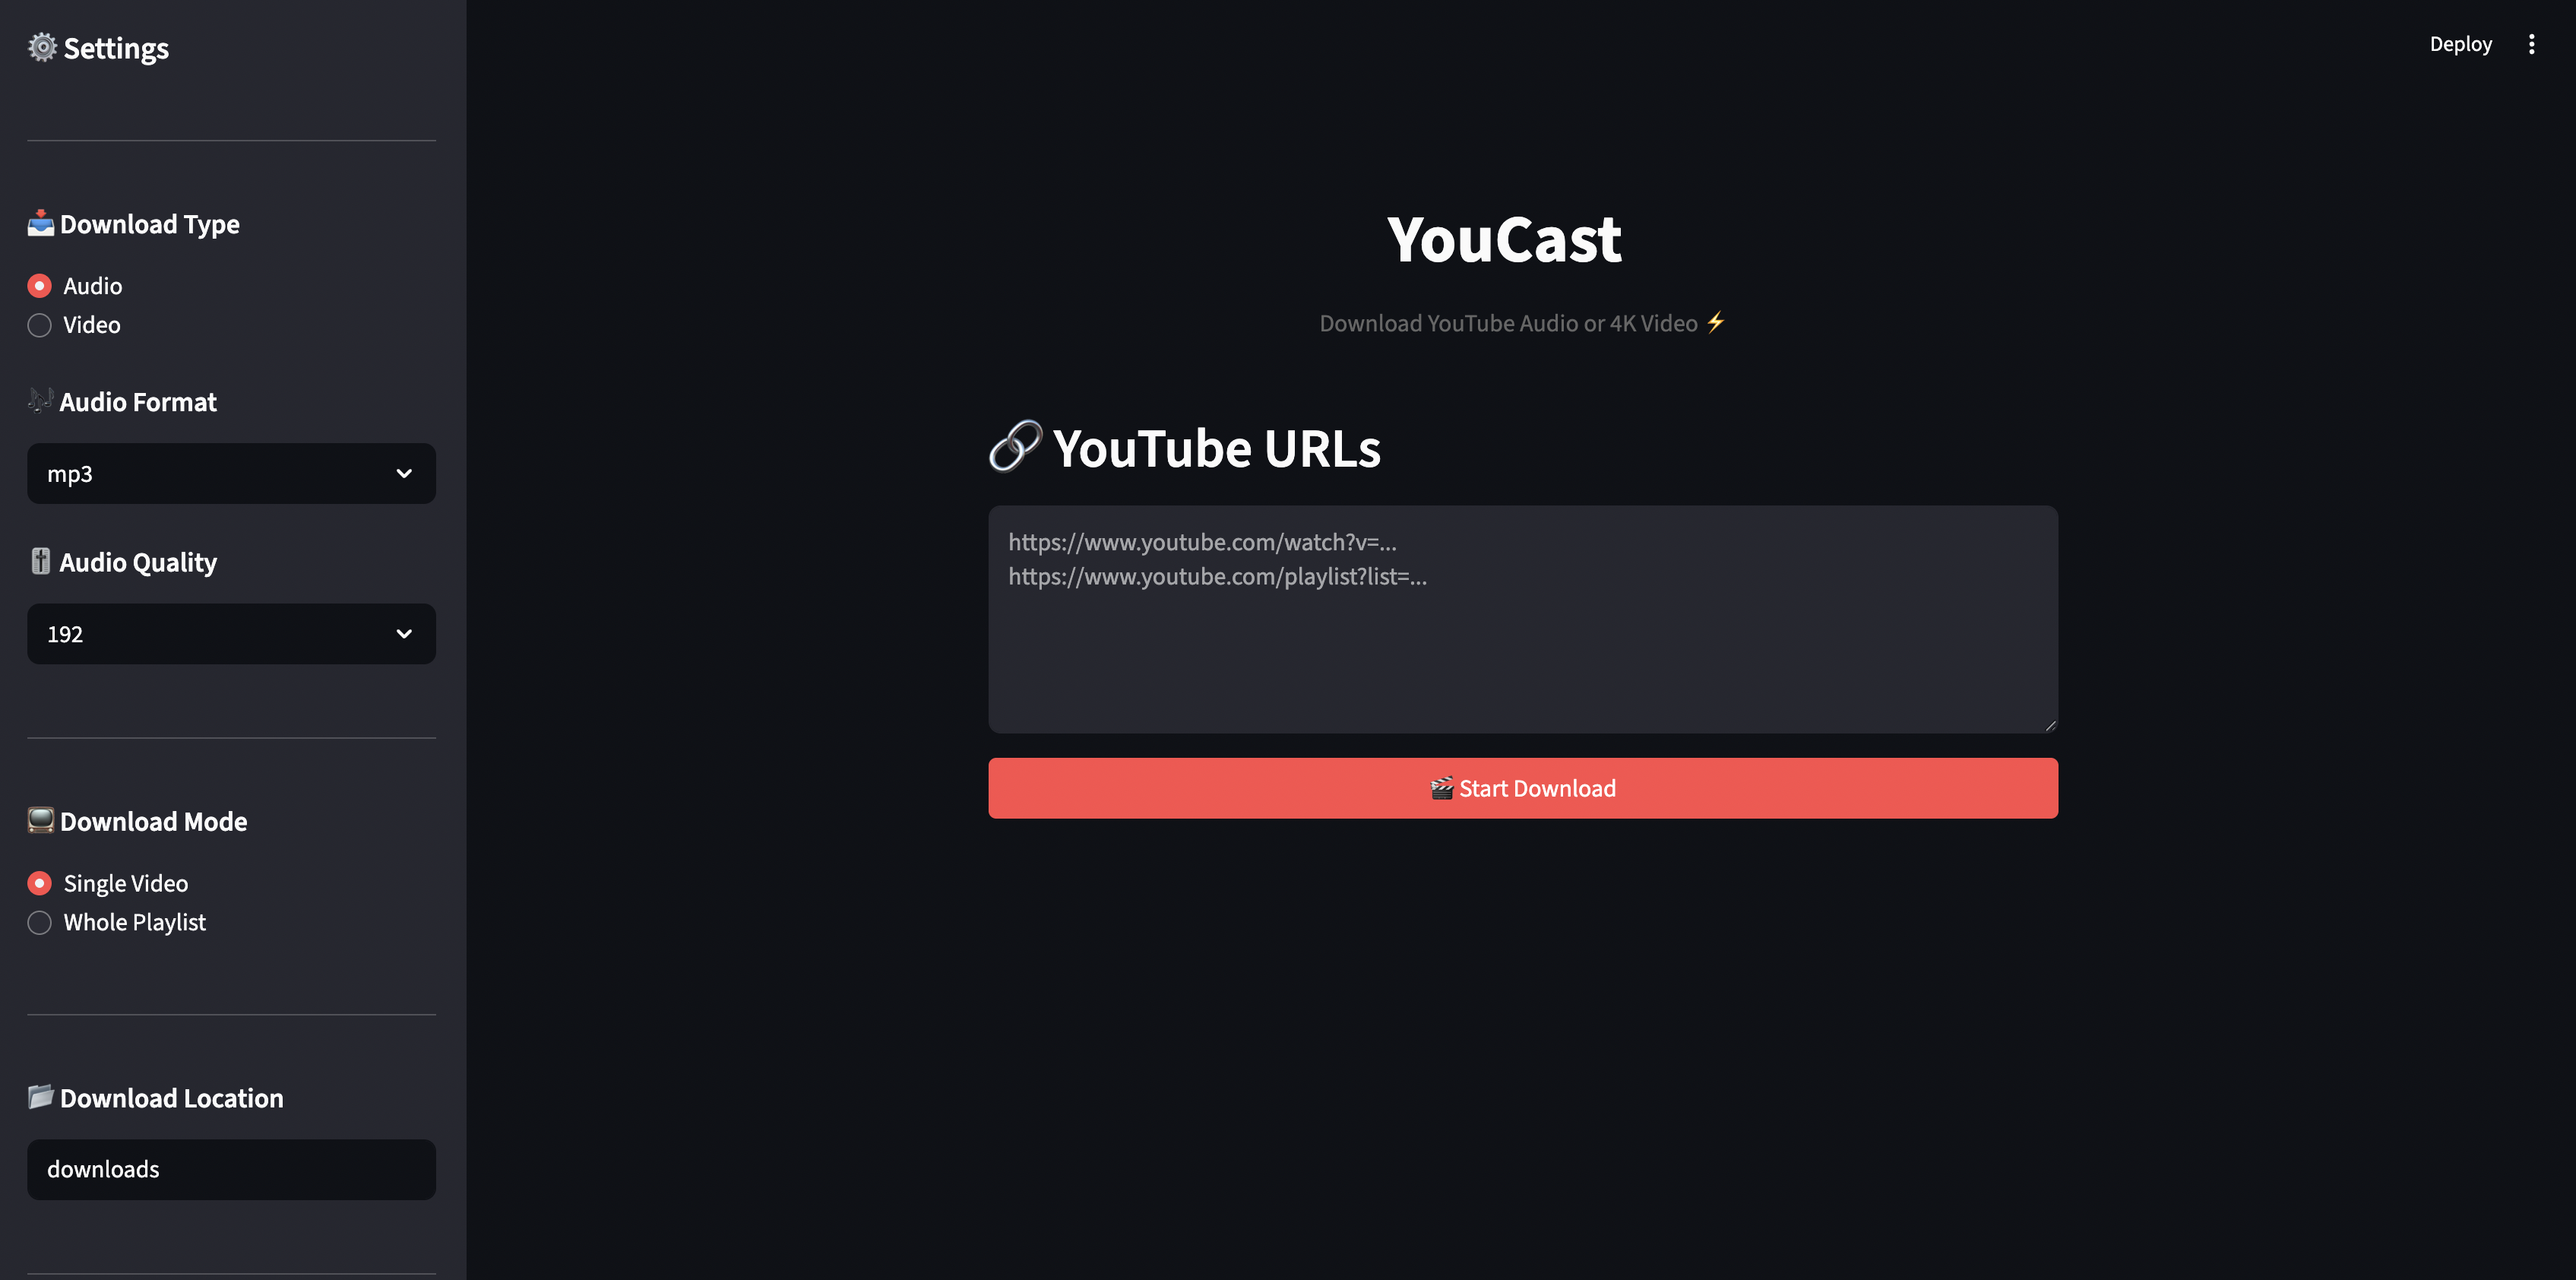 ⚙️ Settings
📥 Download Type
Audio
Video
🎶 Audio Format
mp3
🎚️ Audio Quality
192
📺 Download Mode
Single Video
Whole Playlist
📂 Download Location
downloads
Deploy
YouCast
Download YouTube Audio or 4K Video ⚡
🔗 YouTube URLs
https://www.youtube.com/watch?v=...
https://www.youtube.com/playlist?list=...
🎬 Start Download